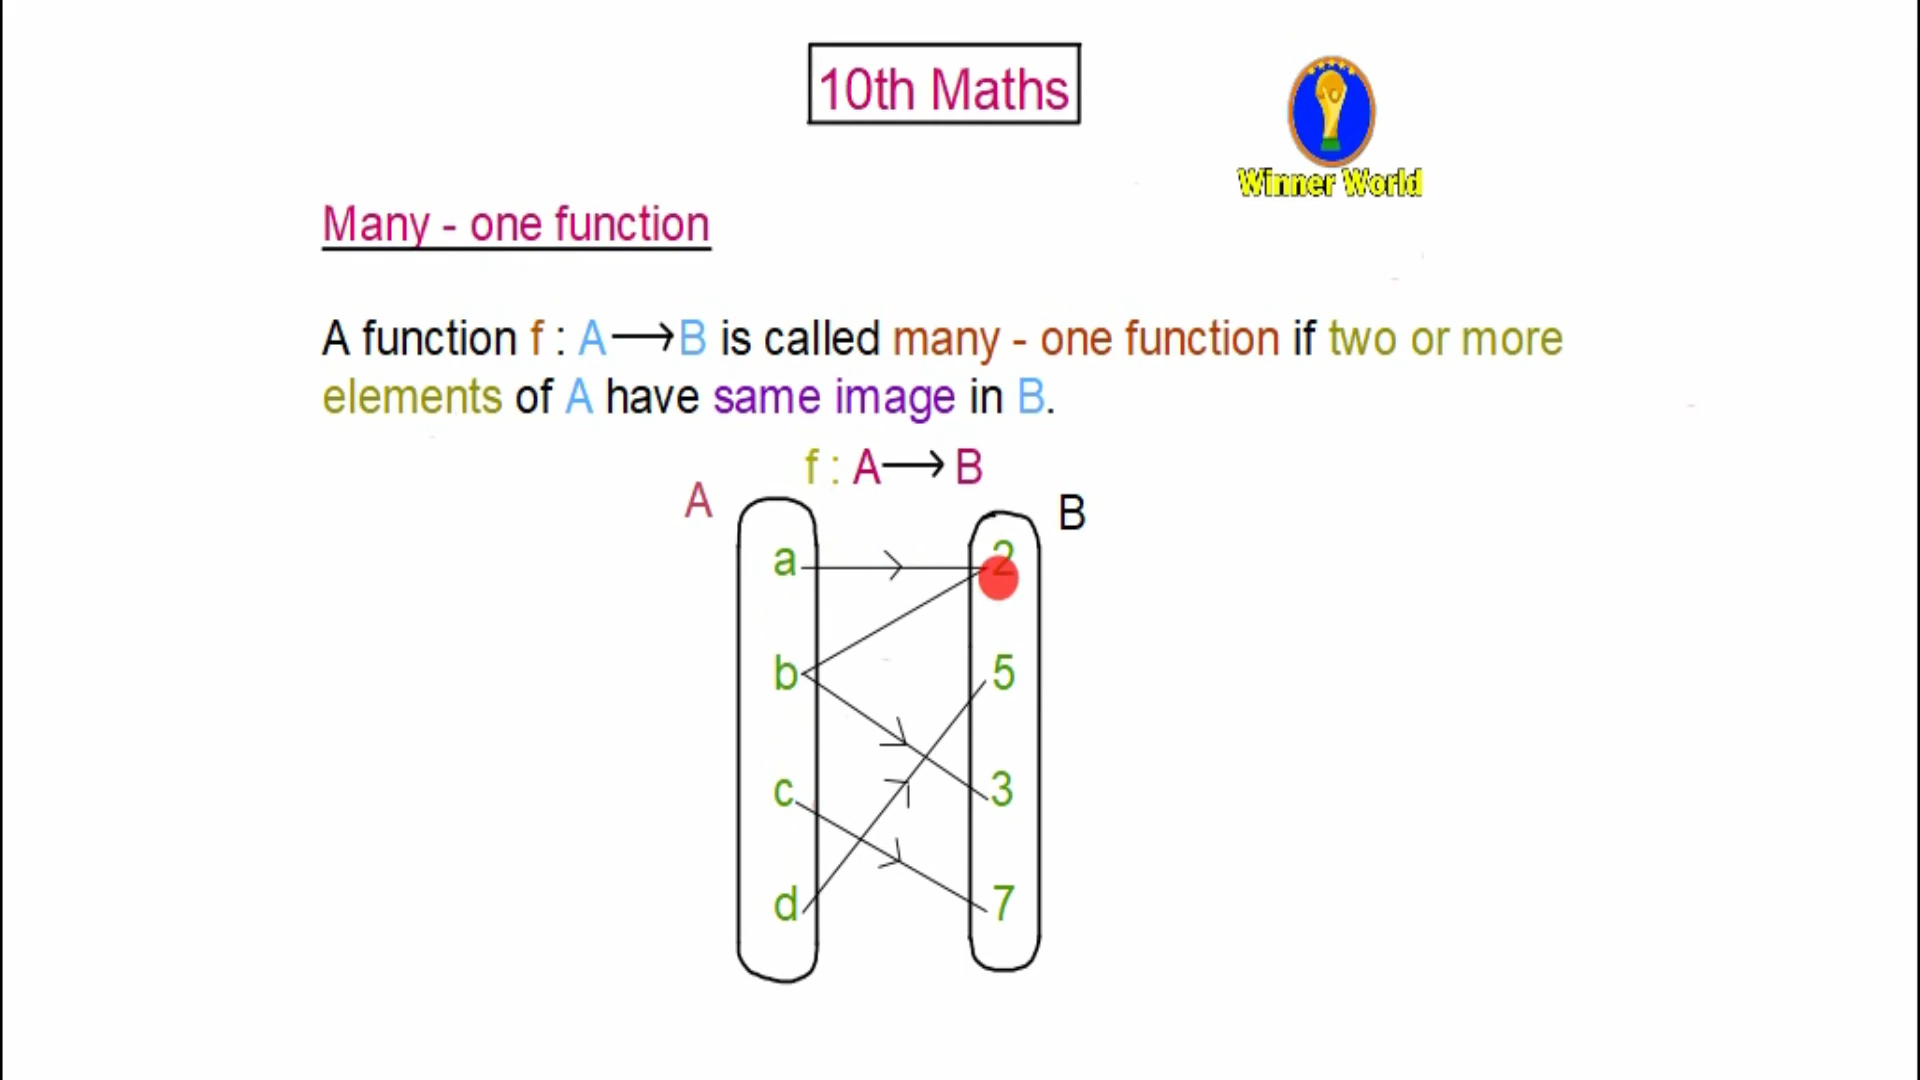 10th Maths
Winner World
Many - one function
A function f : A⟶B is called many - one function if two or more
elements of A have same image in B.
f : A⟶B
A
B
a
2
b
5
c
3
d
7